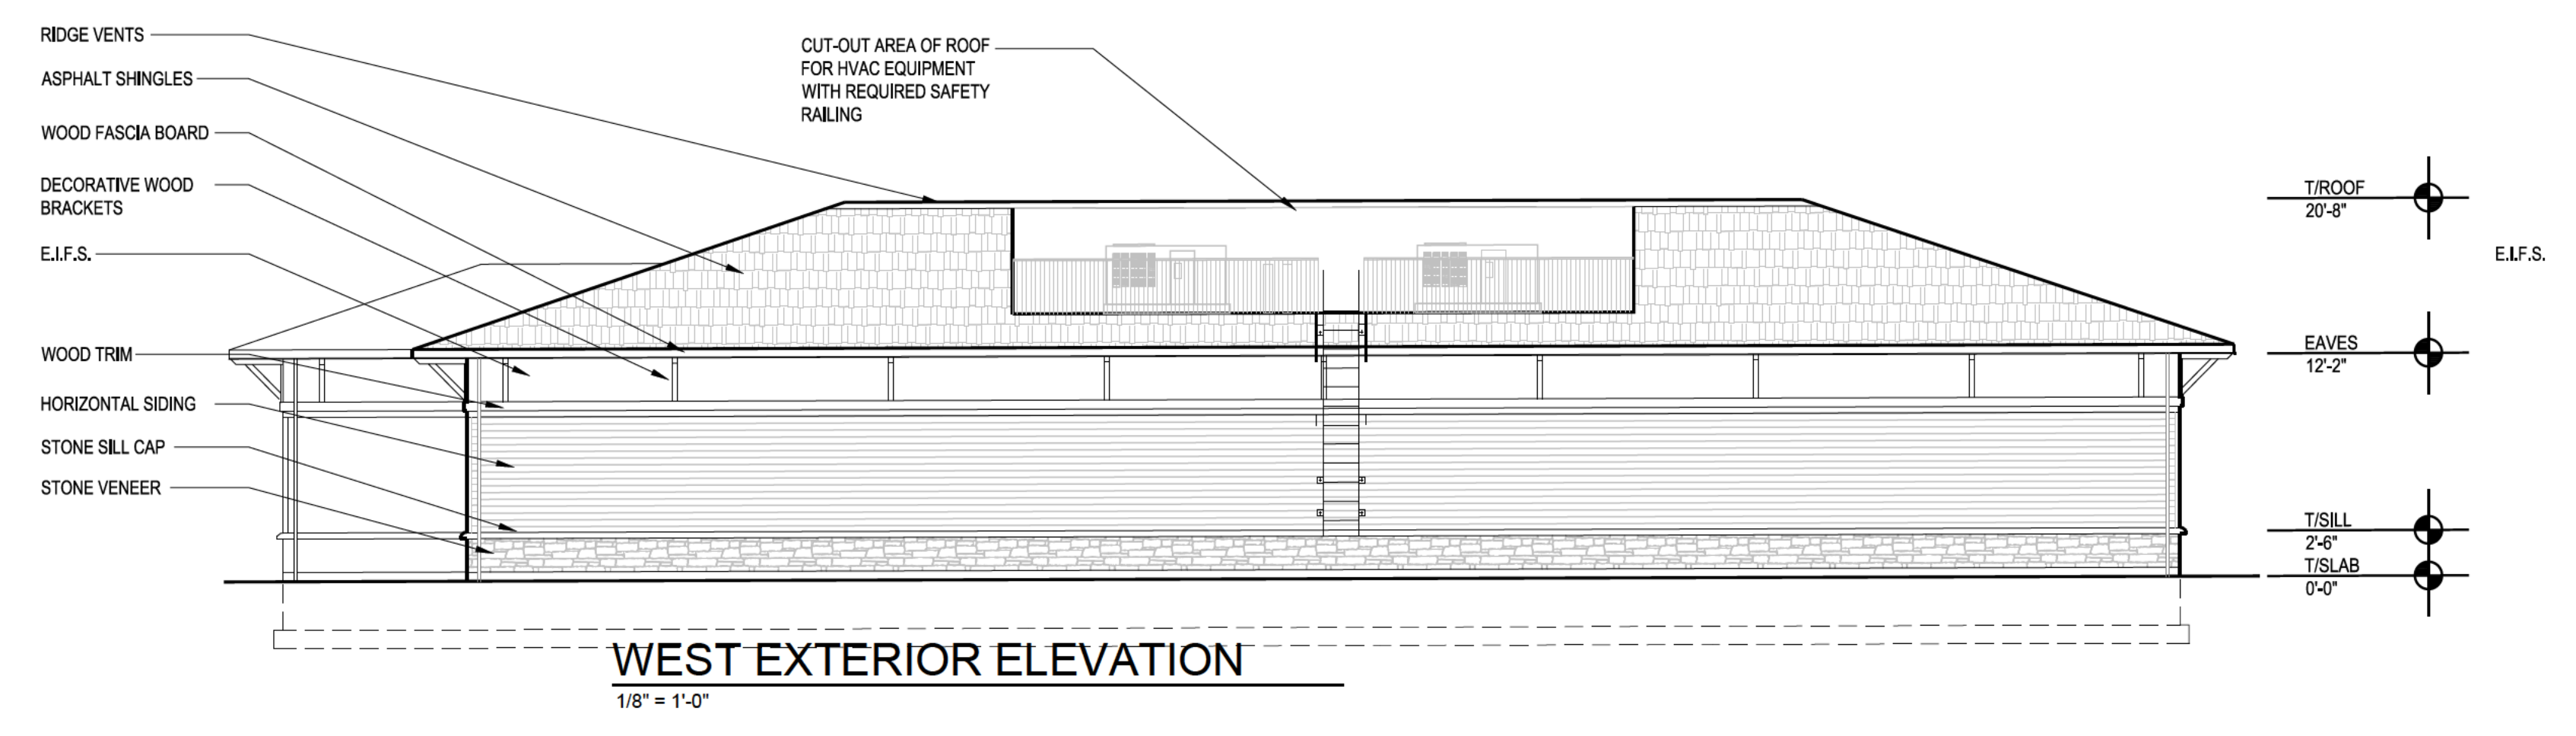 RIDGE VENTS
ASPHALT SHINGLES
WOOD FASCIA BOARD
DECORATIVE WOOD
BRACKETS
E.I.F.S.
WOOD TRIM
HORIZONTAL SIDING
STONE SILL CAP
STONE VENEER
CUT-OUT AREA OF ROOF
FOR HVAC EQUIPMENT
WITH REQUIRED SAFETY
RAILING
T/ROOF
20'-8"
E.I.F.S.
EAVES
12'-2"
T/SILL
2'-6"
T/SLAB
0'-0"
WEST EXTERIOR ELEVATION
1/8" = 1'-0"